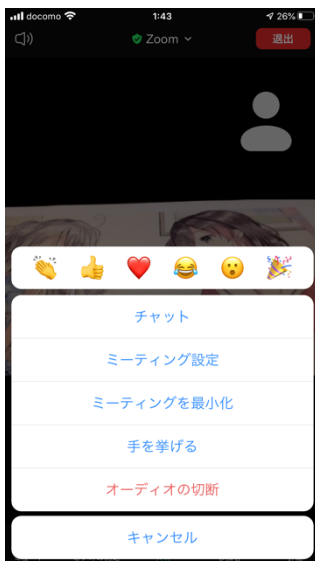 docomo 1:43 26%
Zoom 退出
チャット
ミーティング設定
ミーティングを最小化
手を挙げる
オーディオの切断
キャンセル